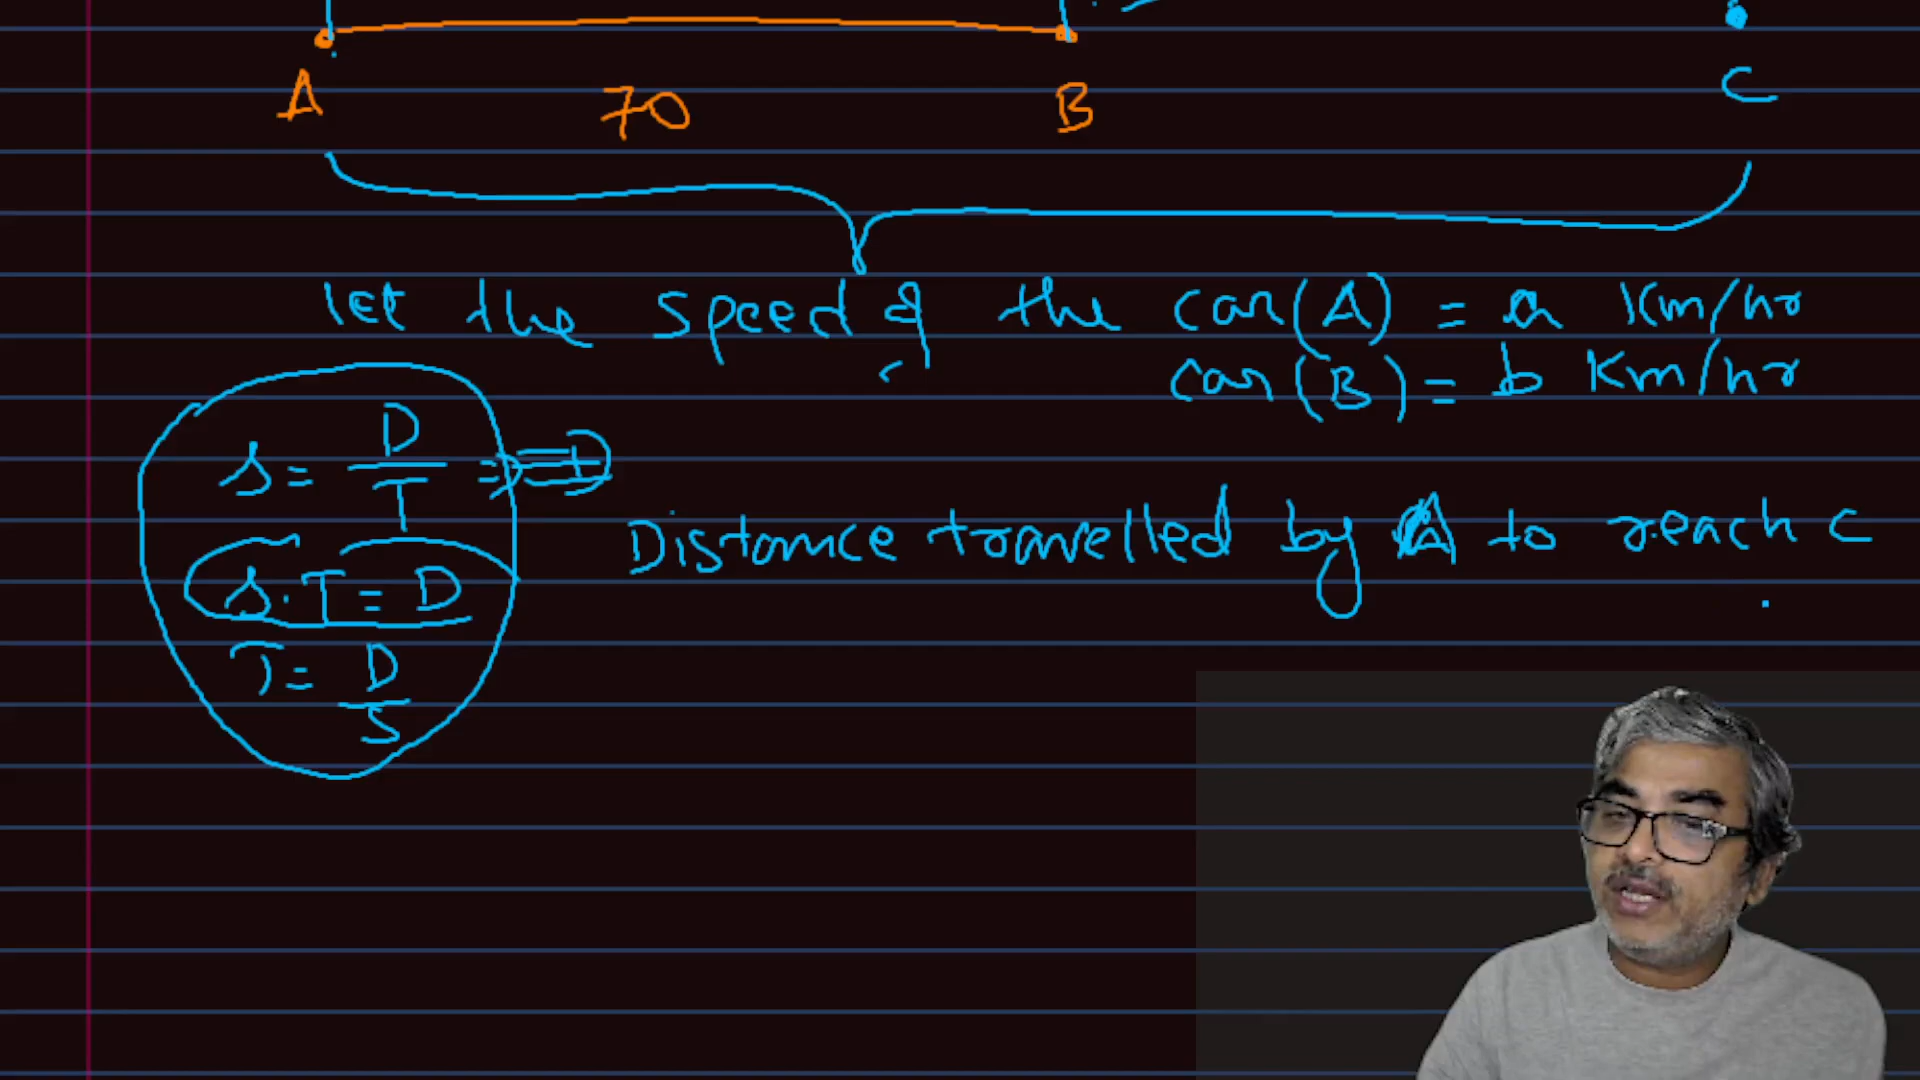 A 70 B C
let the speed of the car(A) = a Km/hr
car(B) = b Km/hr
s = D/T ⇒ D
Distance travelled by A to reach C
s·T = D
T = D/S